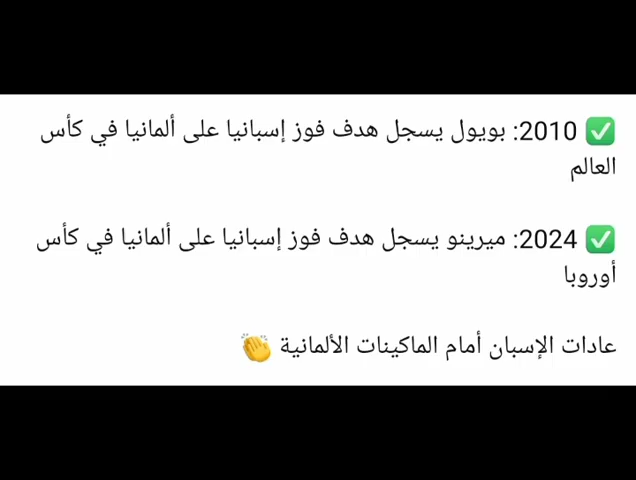 ✅ 2010: بويول يسجل هدف فوز إسبانيا على ألمانيا في كأس
العالم
✅ 2024: ميرينو يسجل هدف فوز إسبانيا على ألمانيا في كأس
أوروبا
عادات الإسبان أمام الماكينات الألمانية 👏